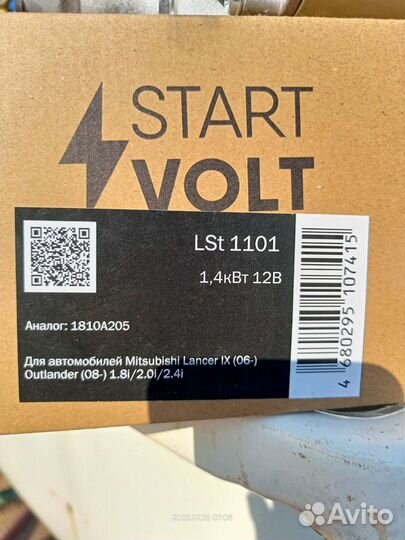 START
VOLT
LSt 1101
1,4кВт 12В
Аналог: 1810A205
Для автомобилей Mitsubishi Lancer IX (06-)
Outlander (08-) 1.8i/2.0i/2.4i
4 680295 107415
2023.07.26 02:08
Avito